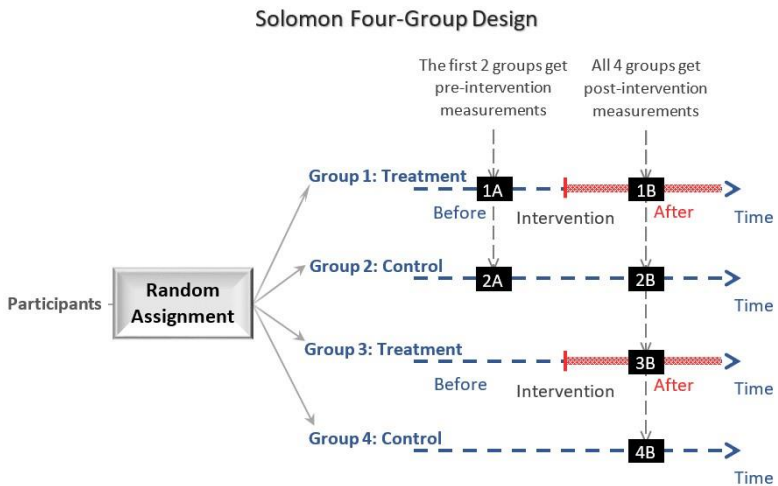 Solomon Four-Group Design
The first 2 groups get
pre-intervention
measurements
All 4 groups get
post-intervention
measurements
Group 1: Treatment
1A
1B
Before
Intervention
After
Time
Group 2: Control
2A
2B
Time
Participants
Random
Assignment
Group 3: Treatment
3B
Before
Intervention
After
Time
Group 4: Control
4B
Time